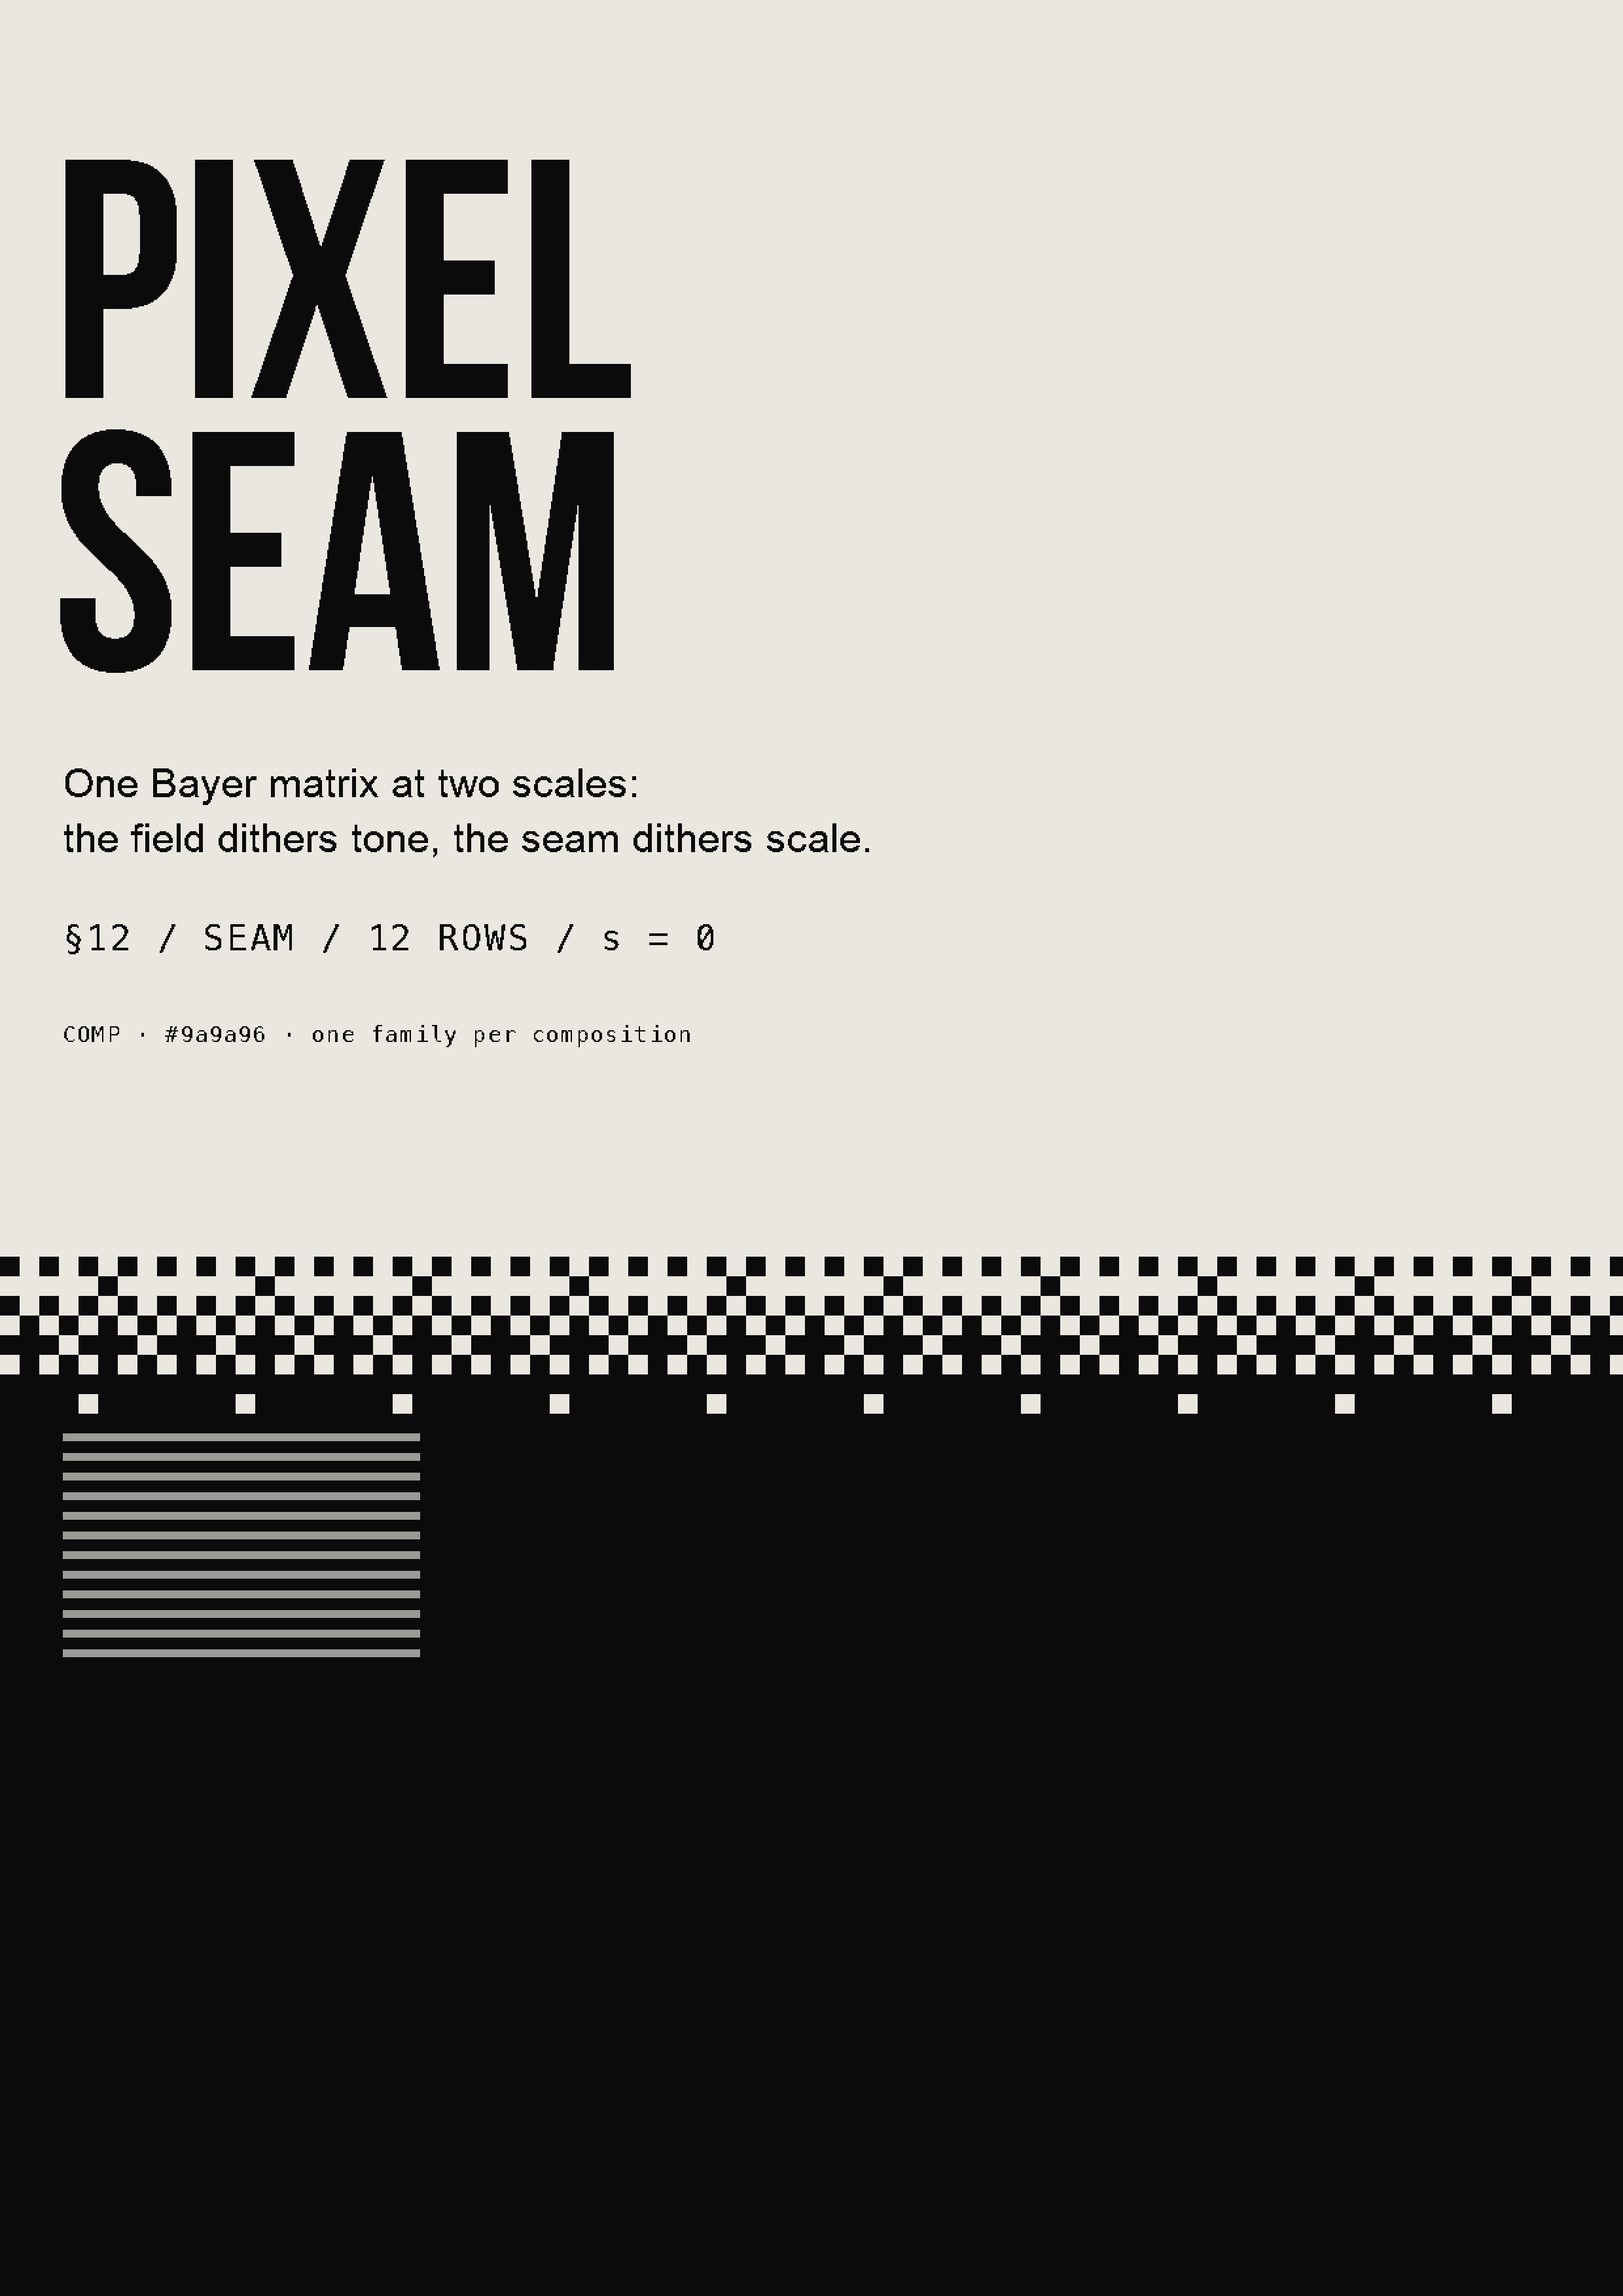 PIXEL
SEAM
One Bayer matrix at two scales:
the field dithers tone, the seam dithers scale.
§12 / SEAM / 12 ROWS / s = 0
COMP · #9a9a96 · one family per composition